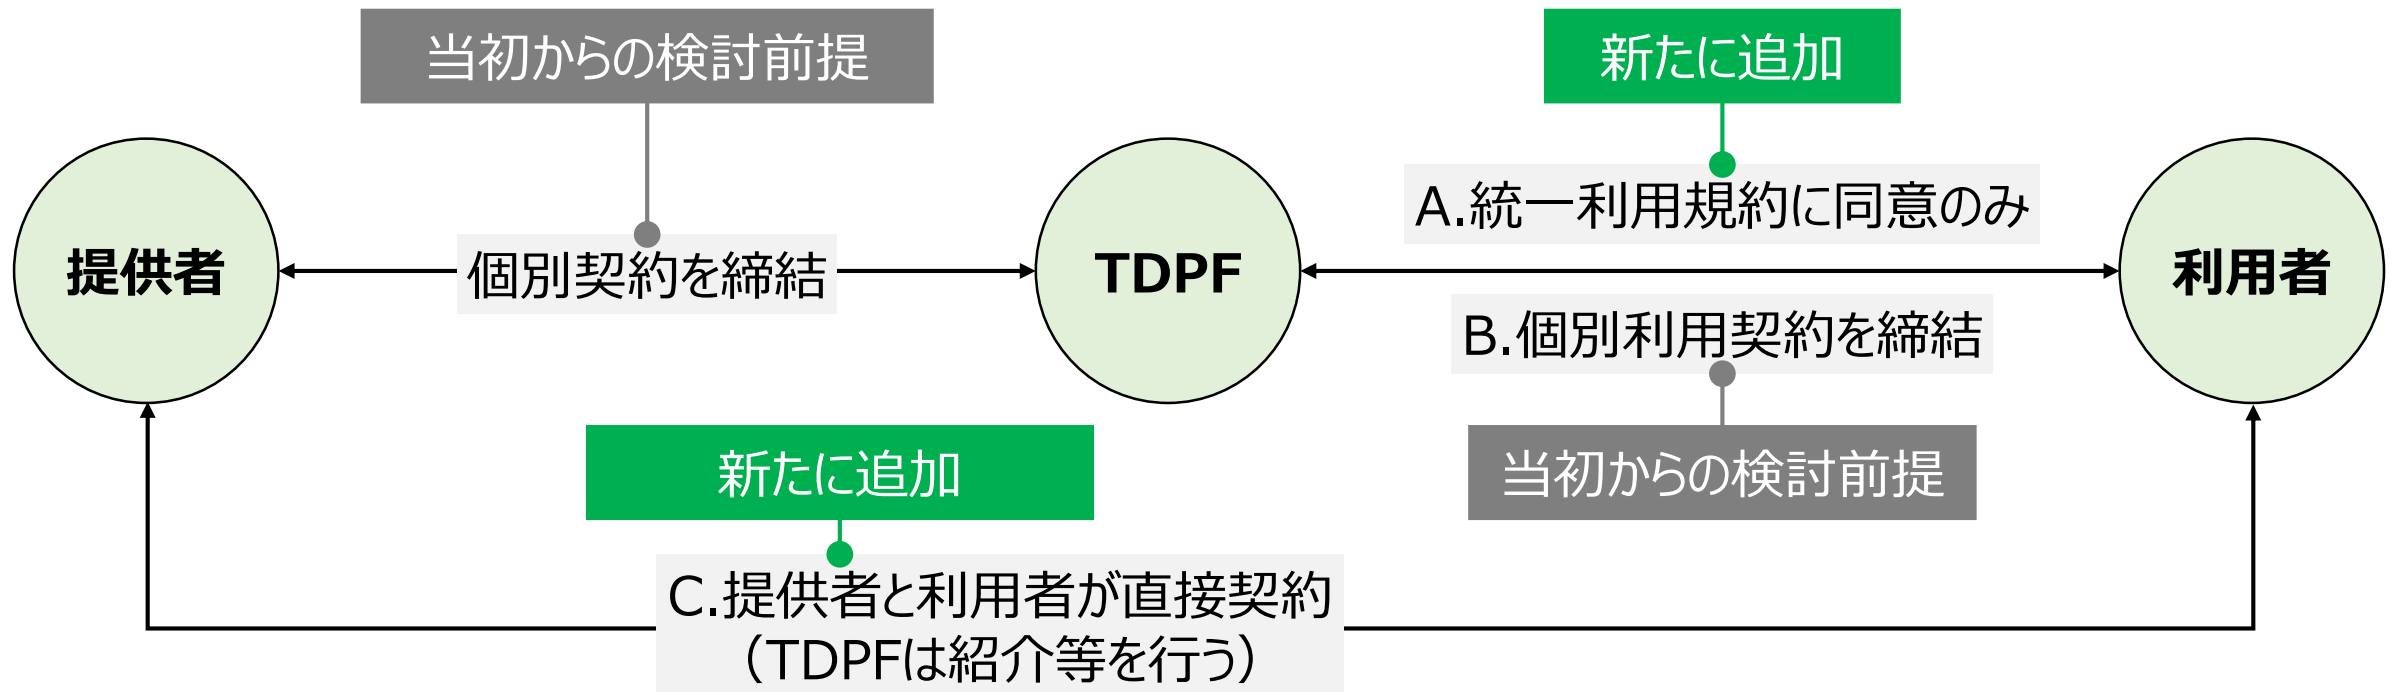 当初からの検討前提
新たに追加
A.統一利用規約に同意のみ
提供者
個別契約を締結
TDPF
利用者
B.個別利用契約を締結
新たに追加
当初からの検討前提
C.提供者と利用者が直接契約
（TDPFは紹介等を行う）